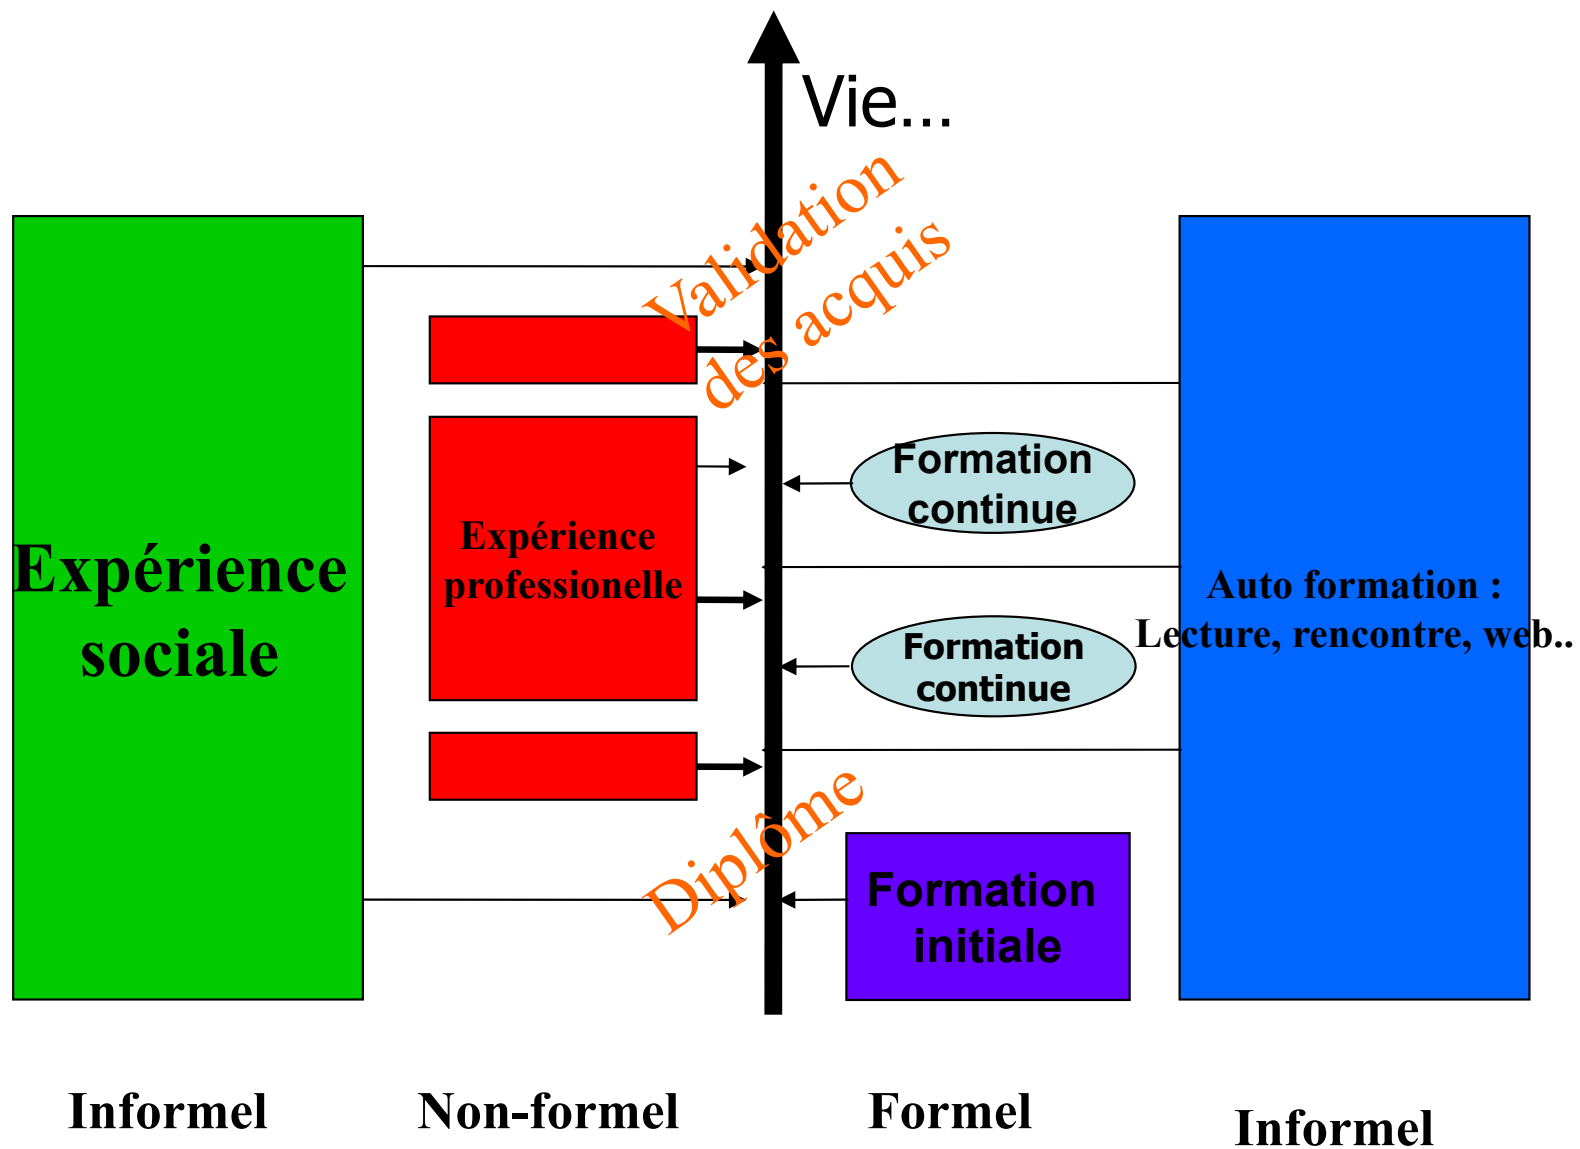 Vie...
Validation
des acquis
Formation
continue
Expérience
professionelle
Expérience
sociale
Auto formation :
Lecture, rencontre, web..
Formation
continue
Diplôme
Formation
initiale
Informel
Non-formel
Formel
Informel